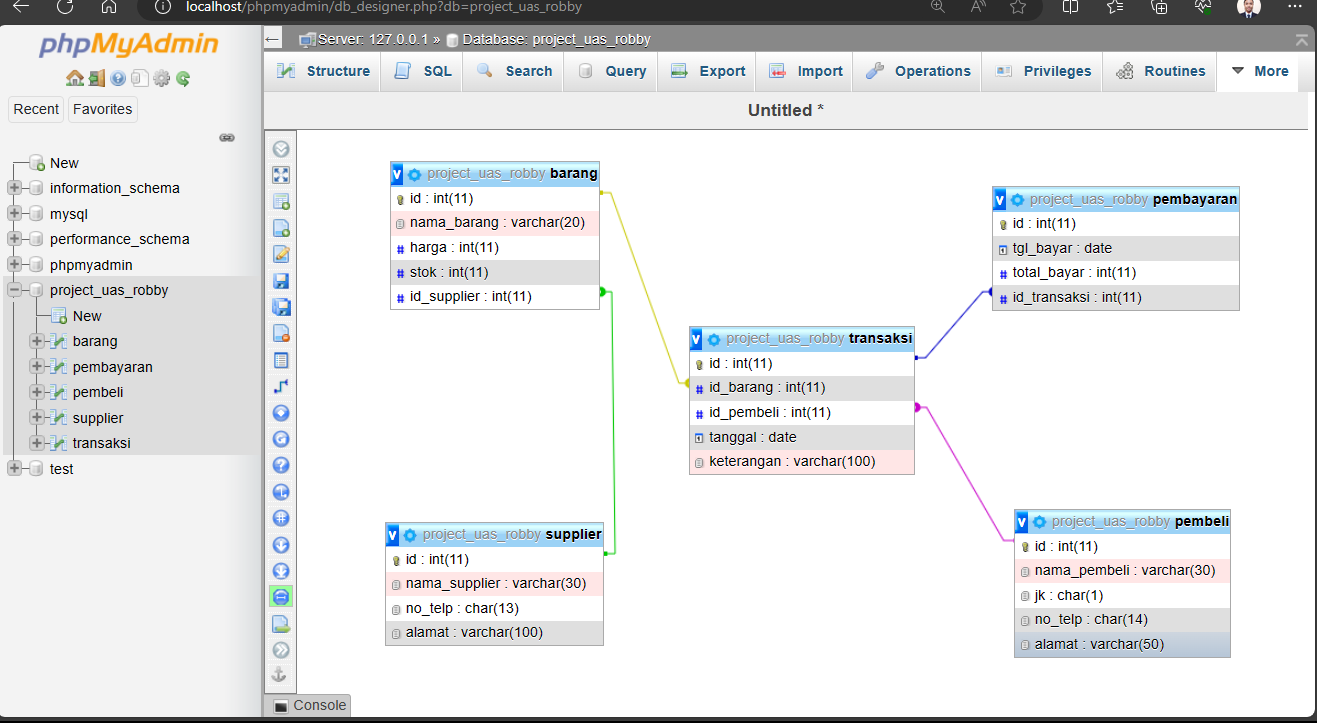 localhost/phpmyadmin/db_designer.php?db=project_uas_robby
phpMyAdmin
Recent Favorites
New
information_schema
mysql
performance_schema
phpmyadmin
project_uas_robby
New
barang
pembayaran
pembeli
supplier
transaksi
test
Server: 127.0.0.1 » Database: project_uas_robby
Structure SQL Search Query Export Import Operations Privileges Routines More
Untitled *
V project_uas_robby barang
id : int(11)
nama_barang : varchar(20)
# harga : int(11)
# stok : int(11)
# id_supplier : int(11)
V project_uas_robby pembayaran
id : int(11)
tgl_bayar : date
# total_bayar : int(11)
# id_transaksi : int(11)
V project_uas_robby transaksi
id : int(11)
# id_barang : int(11)
# id_pembeli : int(11)
tanggal : date
keterangan : varchar(100)
V project_uas_robby supplier
id : int(11)
nama_supplier : varchar(30)
no_telp : char(13)
alamat : varchar(100)
V project_uas_robby pembeli
id : int(11)
nama_pembeli : varchar(30)
jk : char(1)
no_telp : char(14)
alamat : varchar(50)
Console